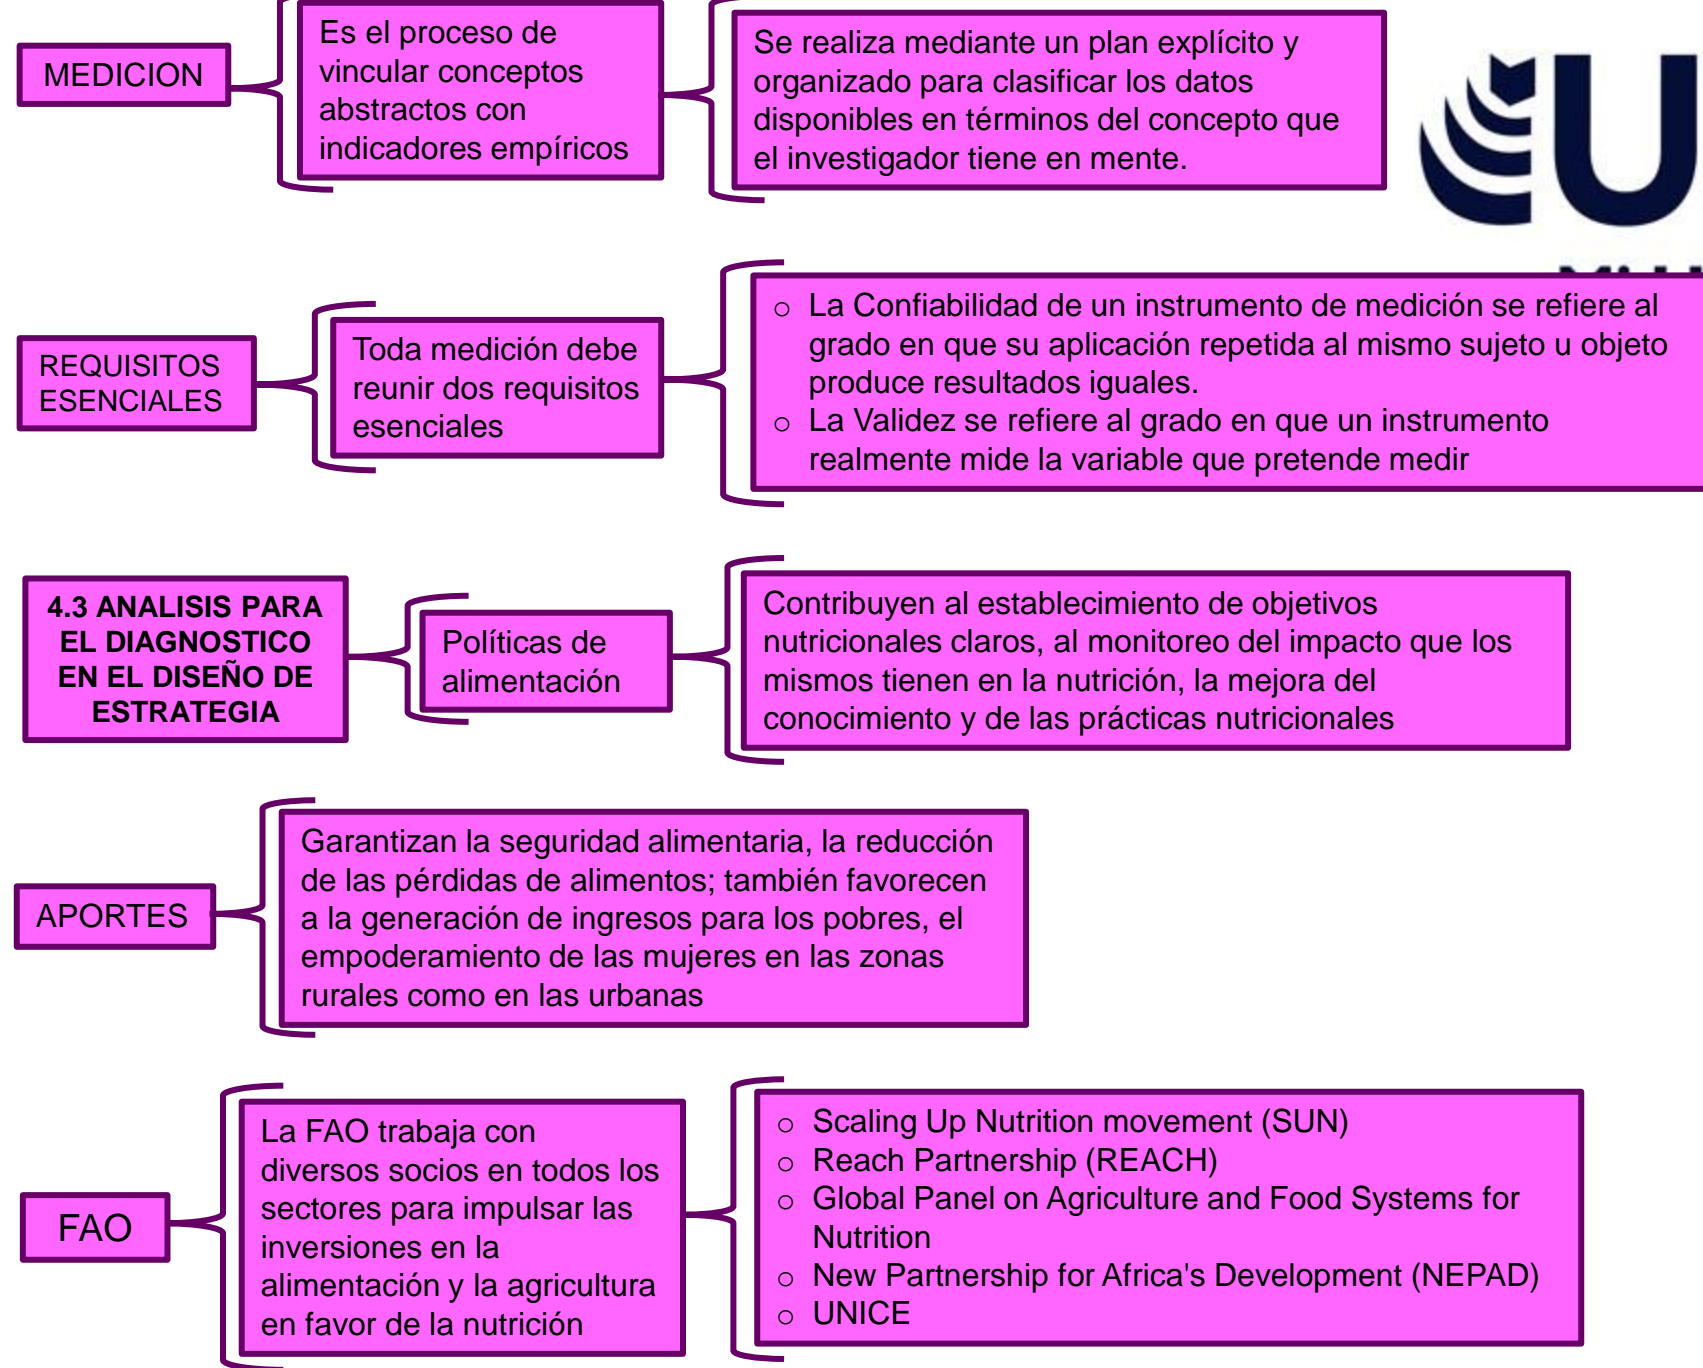 MEDICION
Es el proceso de
vincular conceptos
abstractos con
indicadores empíricos
Se realiza mediante un plan explícito y
organizado para clasificar los datos
disponibles en términos del concepto que
el investigador tiene en mente.
U
REQUISITOS
ESENCIALES
Toda medición debe
reunir dos requisitos
esenciales
o La Confiabilidad de un instrumento de medición se refiere al
grado en que su aplicación repetida al mismo sujeto u objeto
produce resultados iguales.
o La Validez se refiere al grado en que un instrumento
realmente mide la variable que pretende medir
4.3 ANALISIS PARA
EL DIAGNOSTICO
EN EL DISEÑO DE
ESTRATEGIA
Políticas de
alimentación
Contribuyen al establecimiento de objetivos
nutricionales claros, al monitoreo del impacto que los
mismos tienen en la nutrición, la mejora del
conocimiento y de las prácticas nutricionales
APORTES
Garantizan la seguridad alimentaria, la reducción
de las pérdidas de alimentos; también favorecen
a la generación de ingresos para los pobres, el
empoderamiento de las mujeres en las zonas
rurales como en las urbanas
FAO
La FAO trabaja con
diversos socios en todos los
sectores para impulsar las
inversiones en la
alimentación y la agricultura
en favor de la nutrición
o Scaling Up Nutrition movement (SUN)
o Reach Partnership (REACH)
o Global Panel on Agriculture and Food Systems for
Nutrition
o New Partnership for Africa's Development (NEPAD)
o UNICE